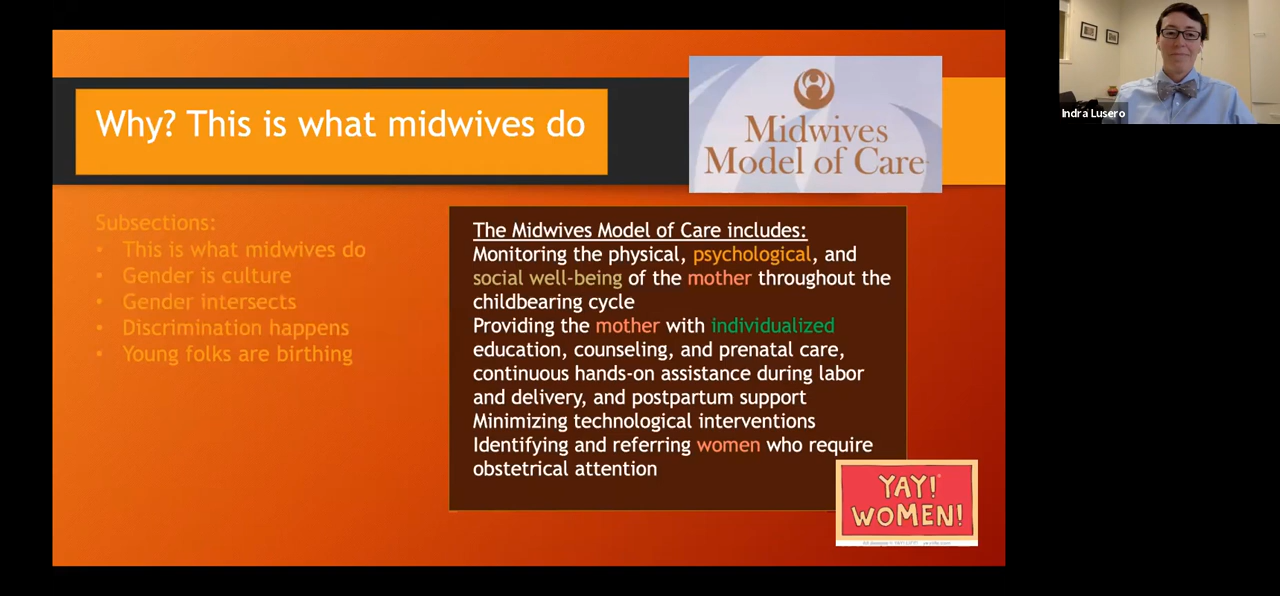 Why? This is what midwives do
Midwives
Model of Care
Indra Lusero
Subsections:
• This is what midwives do
• Gender is culture
• Gender intersects
• Discrimination happens
• Young folks are birthing
The Midwives Model of Care includes:
Monitoring the physical, psychological, and
social well-being of the mother throughout the
childbearing cycle
Providing the mother with individualized
education, counseling, and prenatal care,
continuous hands-on assistance during labor
and delivery, and postpartum support
Minimizing technological interventions
Identifying and referring women who require
obstetrical attention
YAY!
WOMEN!